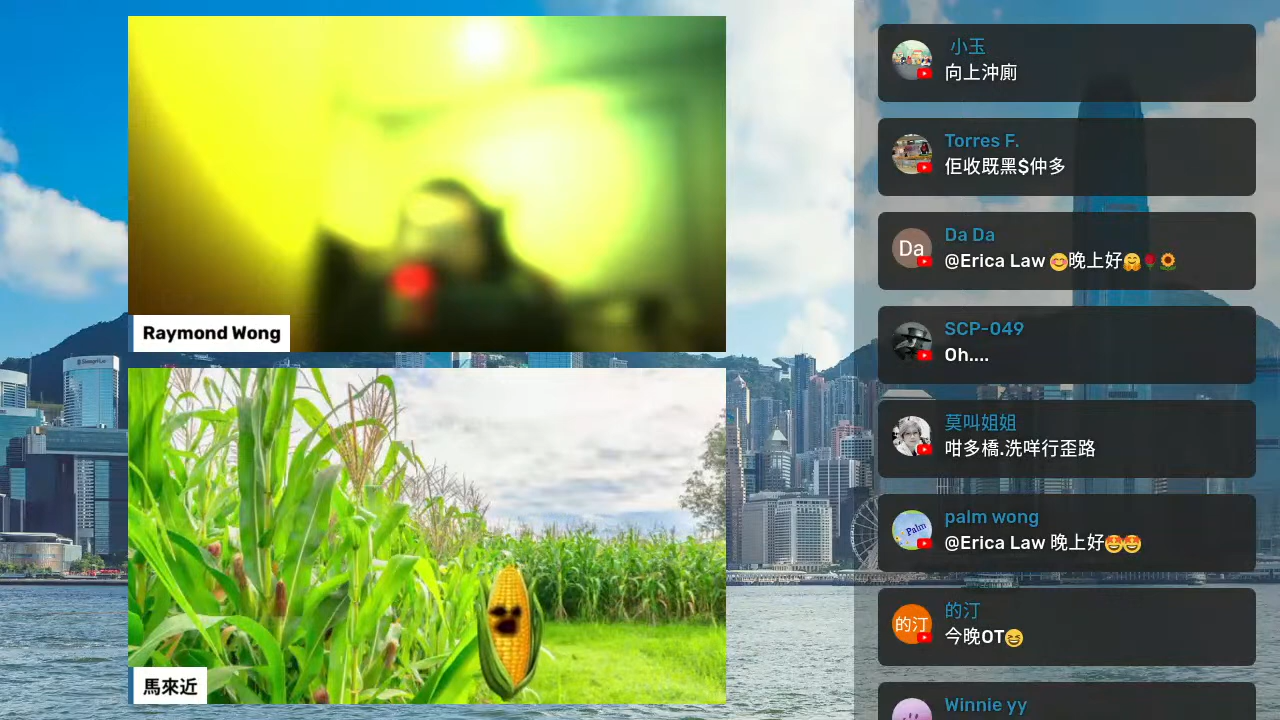 Raymond Wong
馬來近
小玉
向上沖廁
Torres F.
佢收既黑$仲多
Da
Da Da
@Erica Law 😊晚上好🤗🌹🌻
SCP-049
Oh....
莫叫姐姐
咁多橋.洗咩行歪路
Palm
palm wong
@Erica Law 晚上好🤩🤩
的汀
的汀
今晚OT😆
Winnie yy